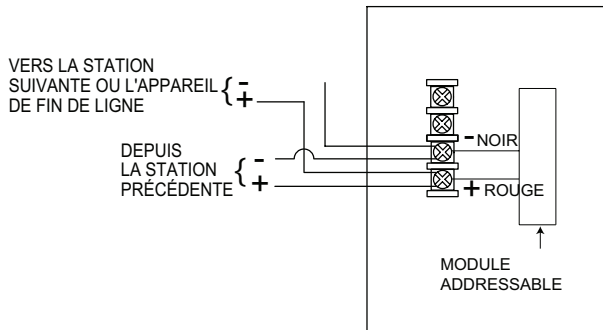 VERS LA STATION
SUIVANTE OU L'APPAREIL
DE FIN DE LIGNE
{ -
+
DEPUIS
LA STATION
PRÉCÉDENTE
{ -
+
- NOIR
+ ROUGE
MODULE
ADDRESSABLE